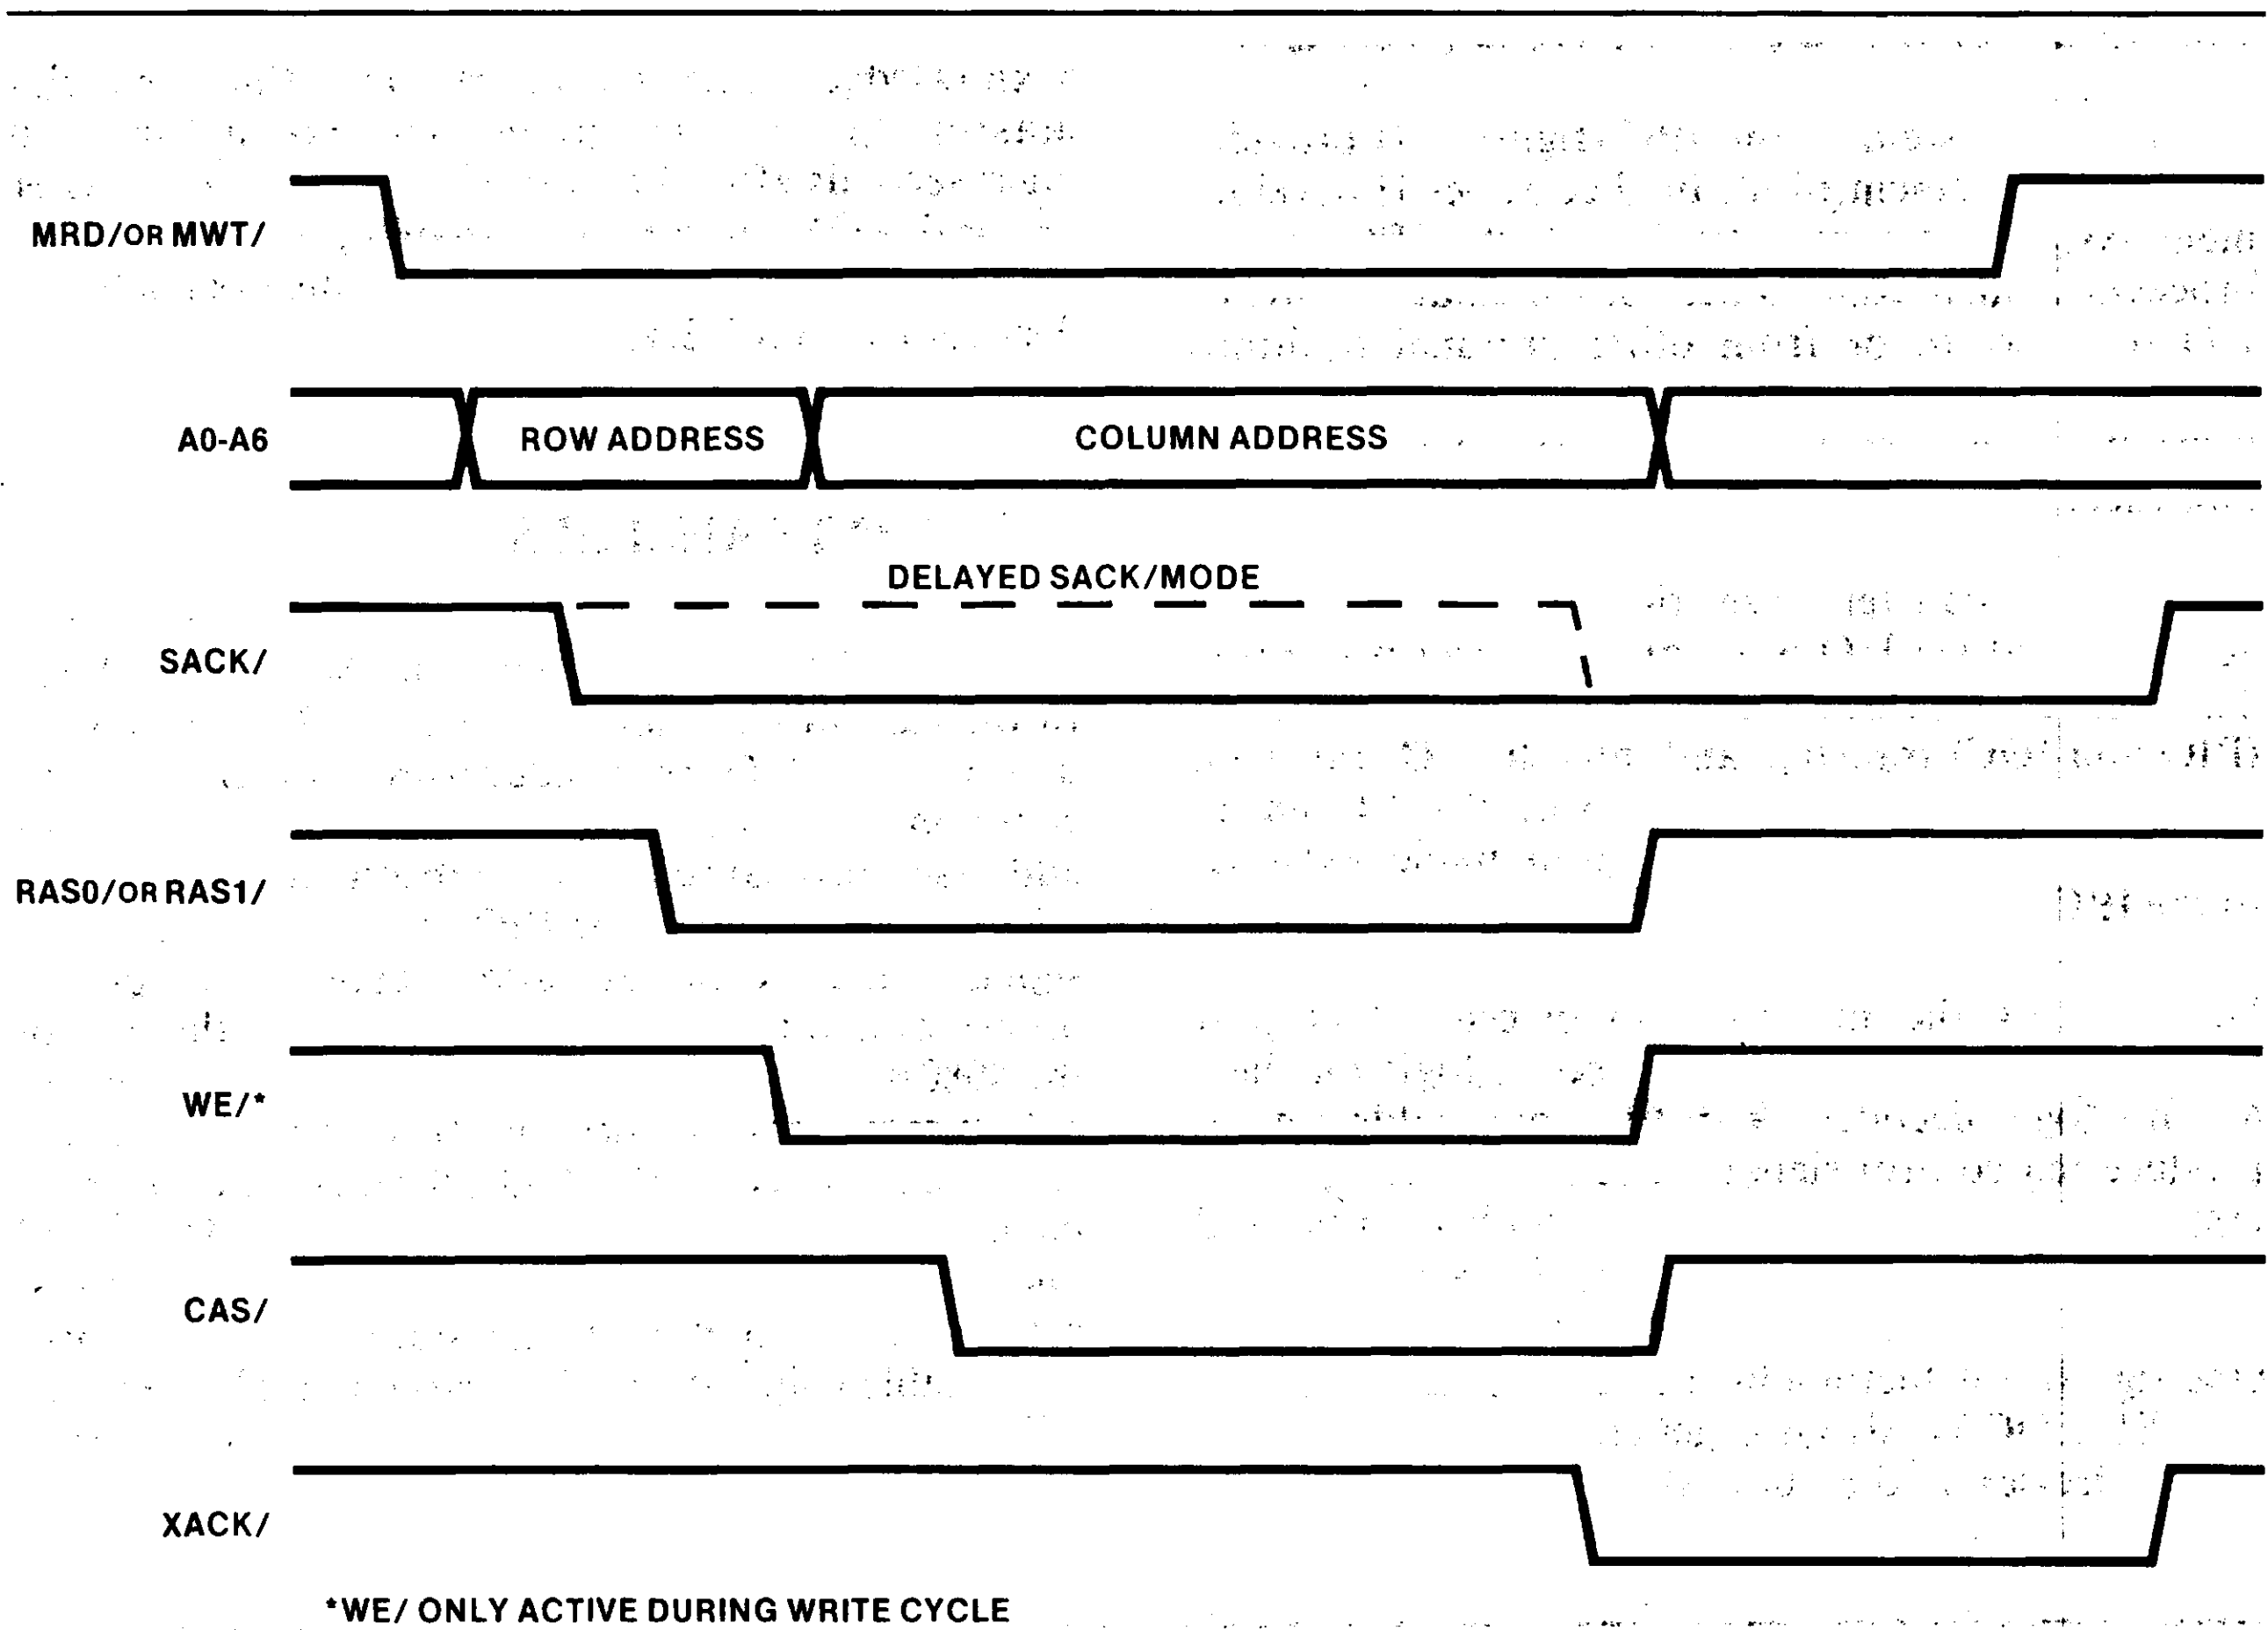 MRD/OR MWT/
A0-A6
ROW ADDRESS
COLUMN ADDRESS
DELAYED SACK/MODE
SACK/
RAS0/OR RAS1/
WE/*
CAS/
XACK/
*WE/ ONLY ACTIVE DURING WRITE CYCLE